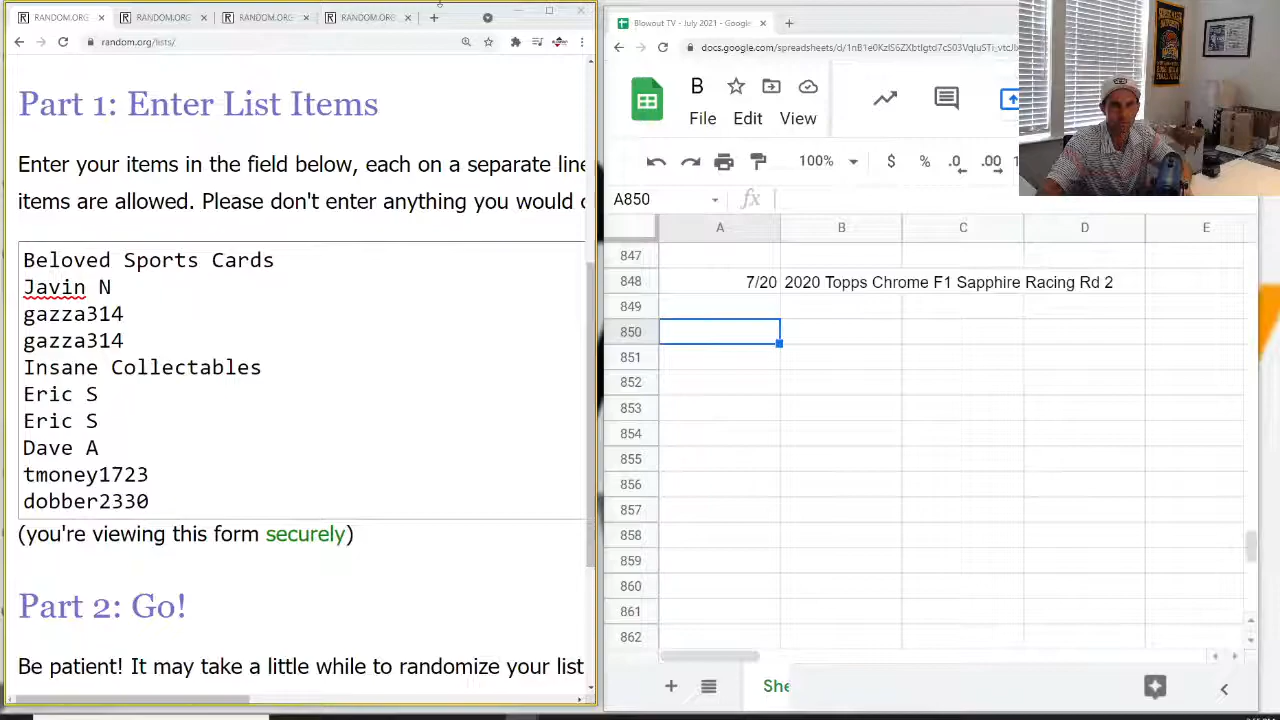 RANDOM.ORG
RANDOM.ORG
RANDOM.ORG
RANDOM.ORG
random.org/lists/
Part 1: Enter List Items
Enter your items in the field below, each on a separate line
items are allowed. Please don't enter anything you would
Beloved Sports Cards
Javin N
gazza314
gazza314
Insane Collectables
Eric S
Eric S
Dave A
tmoney1723
dobber2330
(you're viewing this form securely)
Part 2: Go!
Be patient! It may take a little while to randomize your list
Blowout TV - July 2021 - Google
B
File Edit View
100% $ % .0 .00
A850 fx
A B C D E
847
848 7/20 2020 Topps Chrome F1 Sapphire Racing Rd 2
849
850
851
852
853
854
855
856
857
858
859
860
861
862